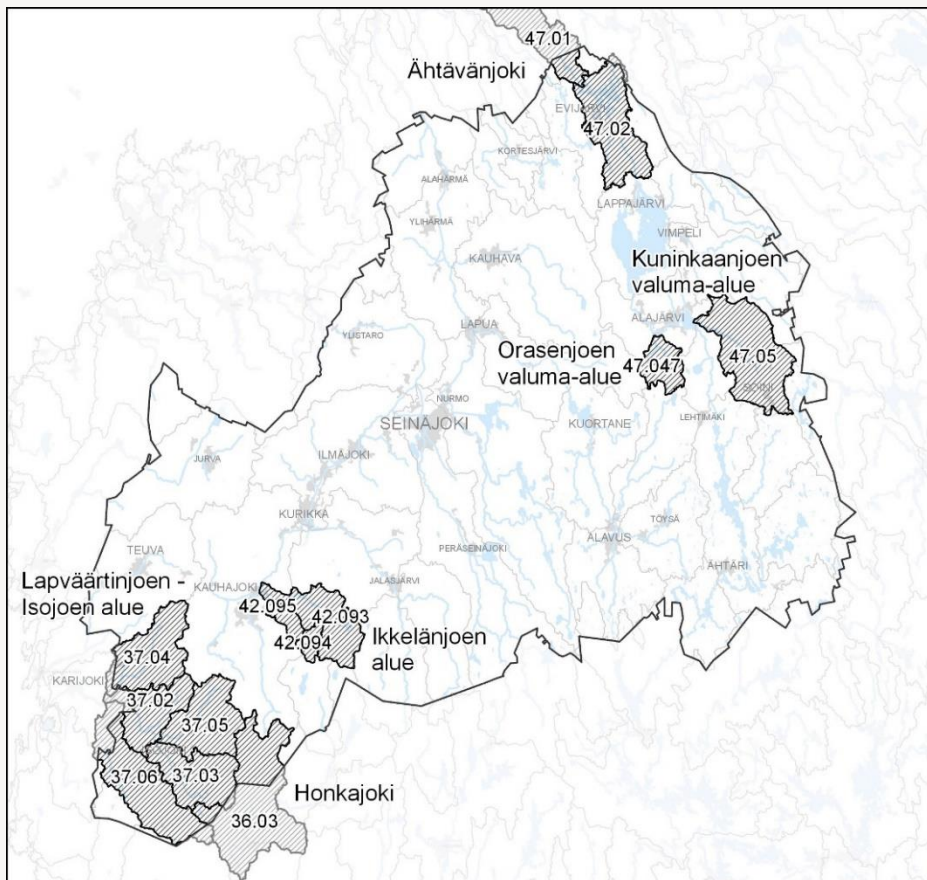 47.01
Ähtävänjoki
EVIJÄRVI
47.02
KORTESJÄRVI
ALAHÄRMÄ
LAPPAJÄRVI
YLIHÄRMÄ
VIMPELI
KAUHAVA
Kuninkaanjoen
valuma-alue
ALAJÄRVI
LAPUA
YLISTARO
Orasenjoen
valuma-alue
47.047
47.05
SOINI
NURMO
LEHTIMÄKI
SEINÄJOKI
KUORTANE
ILMAJOKI
JURVA
KURIKKA
TÖYSÄ
ALAVUS
TEUVA
PERÄSEINÄJOKI
ÄHTÄRI
Lapväärtinjoen -
Isojoen alue
KAUHAJOKI
JALASJÄRVI
42.095
42.093
42.094
Ikkelänjoen
alue
37.04
KARIJOKI
37.02
37.05
37.06
37.03
Honkajoki
36.03